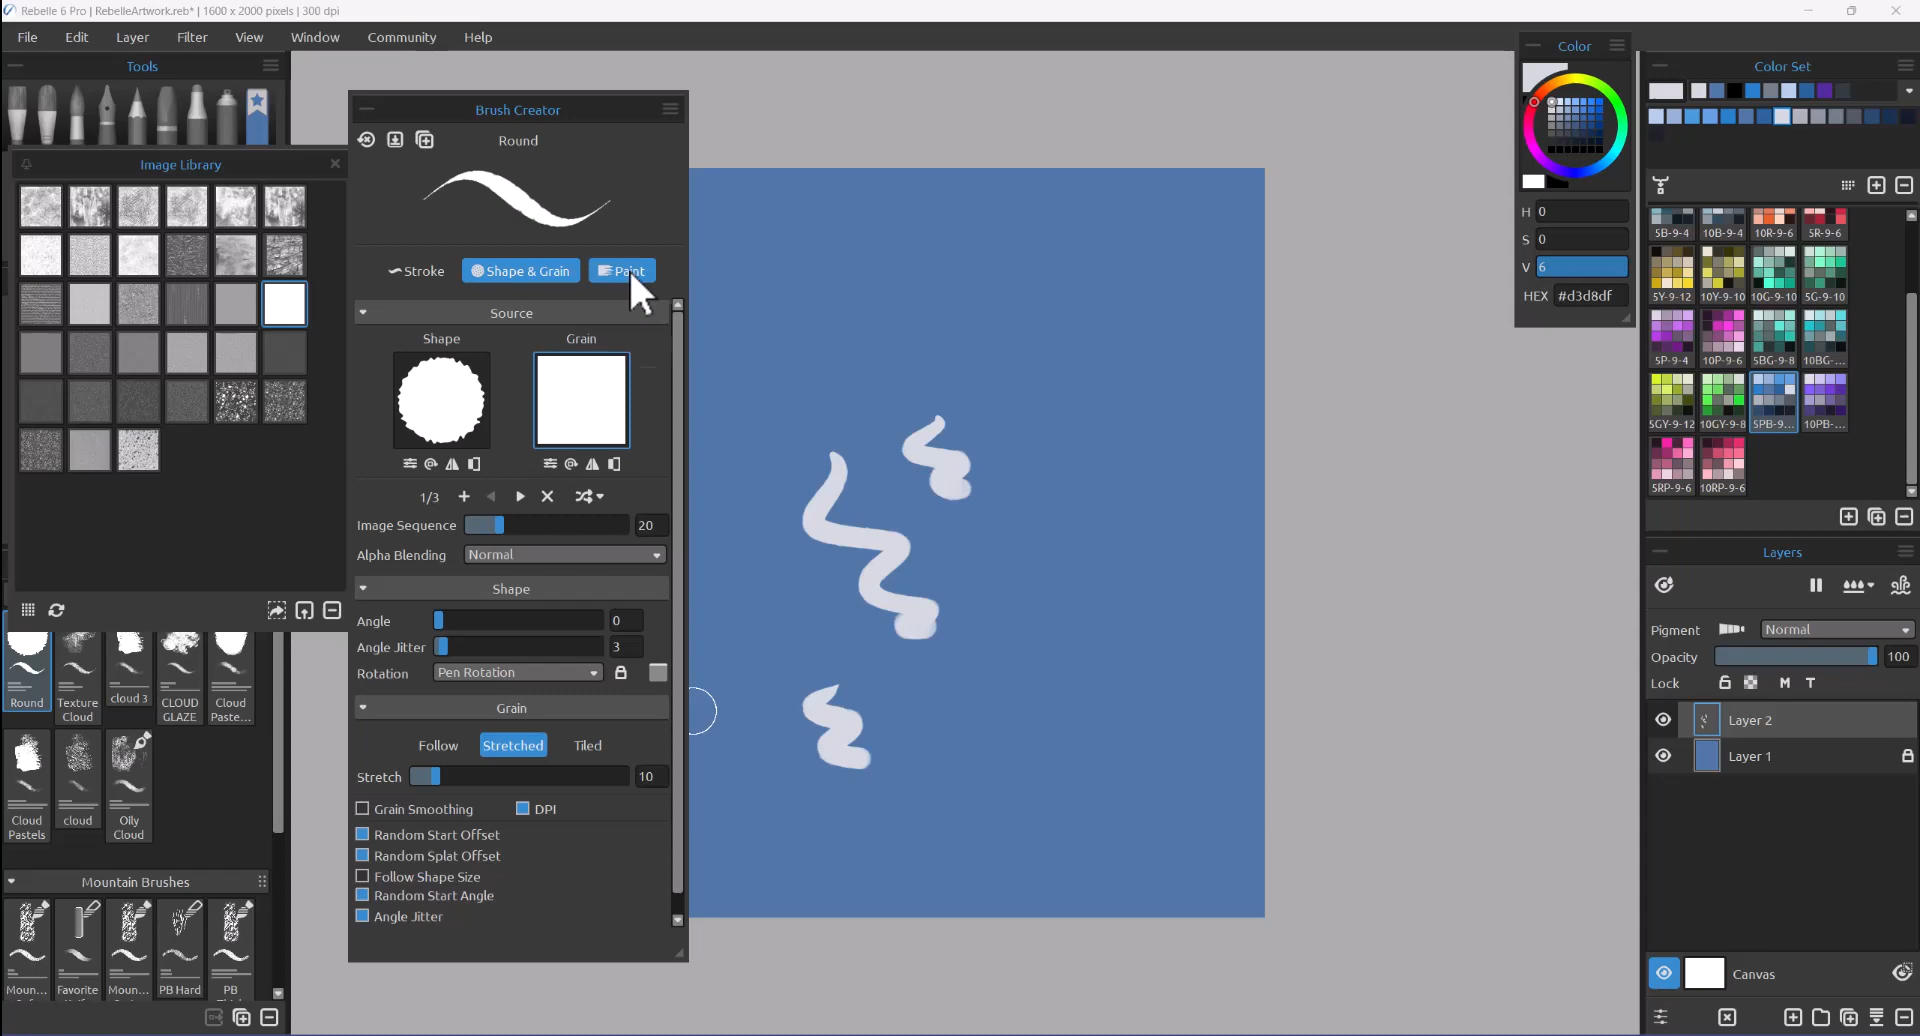 Rebelle 6 Pro | RebelleArtwork.reb* | 1600 x 2000 pixels | 300 dpi
File Edit Layer Filter View Window Community Help
Tools
Image Library
Brush Creator
Round
Stroke Shape & Grain Paint
Source
Shape Grain
1/3
Image Sequence 20
Alpha Blending Normal
Shape
Angle 0
Angle Jitter 3
Rotation Pen Rotation
Grain
Follow Stretched Tiled
Stretch 10
Grain Smoothing DPI
Random Start Offset
Random Splat Offset
Follow Shape Size
Random Start Angle
Angle Jitter
Round Texture Cloud cloud 3 CLOUD GLAZE Cloud Paste...
Cloud Pastels cloud Oily Cloud
Mountain Brushes
Moun... Favorite Moun... PB Hard PB
Color
H 0
S 0
V 6
HEX #d3d8df
Color Set
5B-9-4 10B-9-4 10R-9-6 5R-9-6
5Y-9-12 10Y-9-10 10G-9-10 5G-9-10
5P-9-4 10P-9-6 5BG-9-8 10BG-...
5GY-9-12 10GY-9-8 5PB-9... 10PB-...
5RP-9-6 10RP-9-6
Layers
Pigment Normal
Opacity 100
Lock M T
Layer 2
Layer 1
Canvas